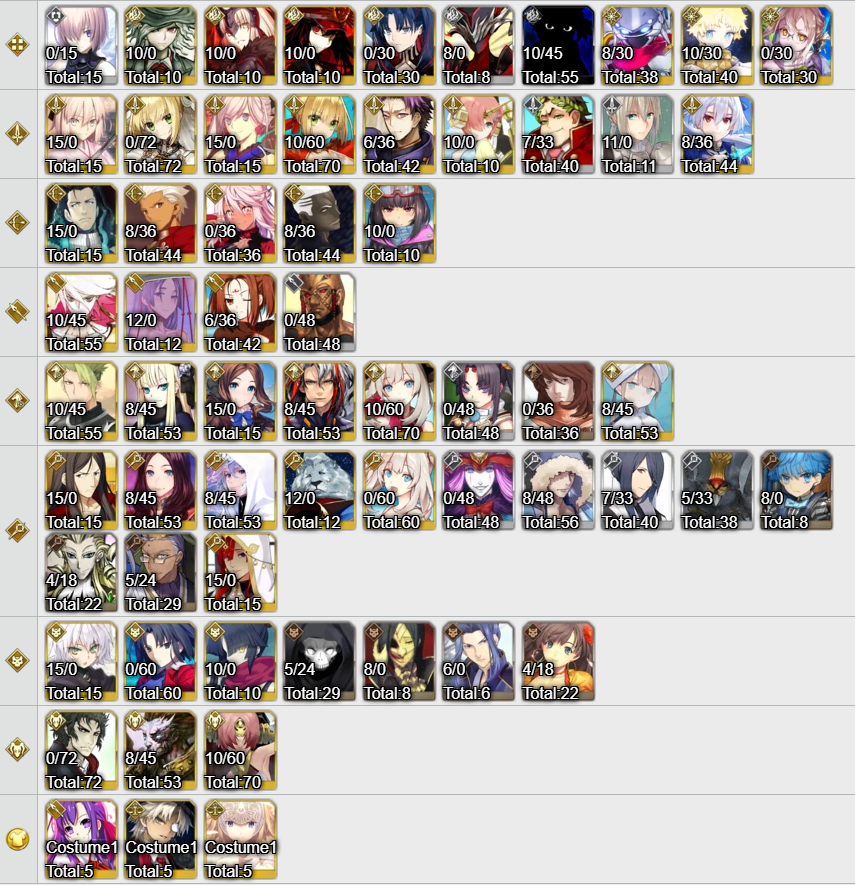 0/15 10/0 10/0 10/0 0/30 8/0 10/45 8/30 10/30 0/30
Total:15 Total:10 Total:10 Total:10 Total:30 Total:8 Total:55 Total:38 Total:40 Total:30
15/0 0/72 15/0 10/60 6/36 10/0 7/33 11/0 8/36
Total:15 Total:72 Total:15 Total:70 Total:42 Total:10 Total:40 Total:11 Total:44
15/0 8/36 0/36 8/36 10/0
Total:15 Total:44 Total:36 Total:44 Total:10
10/45 12/0 6/36 0/48
Total:55 Total:12 Total:42 Total:48
10/45 8/45 15/0 8/45 10/60 0/48 0/36 8/45
Total:55 Total:53 Total:15 Total:53 Total:70 Total:48 Total:36 Total:53
15/0 8/45 8/45 12/0 0/60 0/48 8/48 7/33 5/33 8/0
Total:15 Total:53 Total:53 Total:12 Total:60 Total:48 Total:56 Total:40 Total:38 Total:8
4/18 5/24 15/0
Total:22 Total:29 Total:15
15/0 0/60 10/0 5/24 8/0 6/0 4/18
Total:15 Total:60 Total:10 Total:29 Total:8 Total:6 Total:22
0/72 8/45 10/60
Total:72 Total:53 Total:70
Costume1 Costume1 Costume1
Total:5 Total:5 Total:5